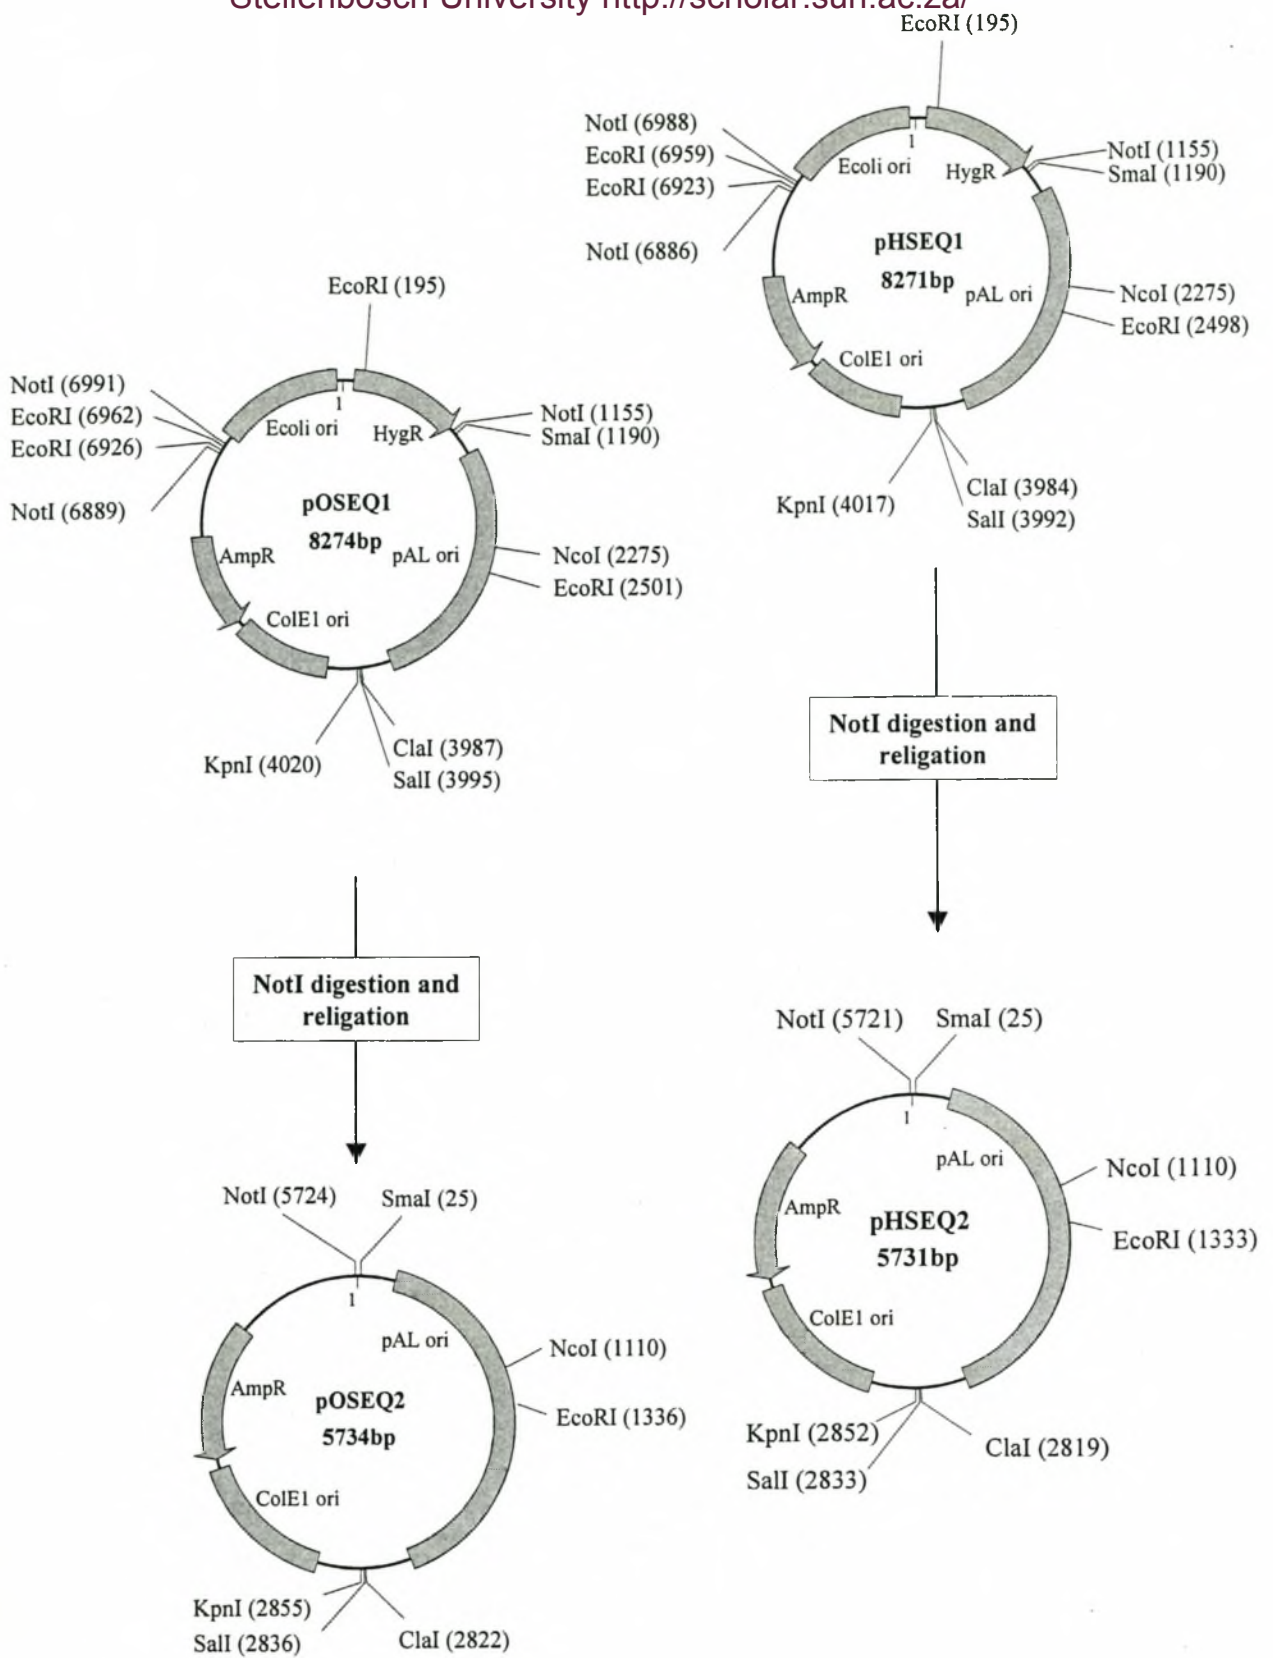 Stellenbosch University http://scholar.sun.ac.za/
EcoRI (195)
NotI (6988)
EcoRI (6959)
EcoRI (6923)
NotI (6886)
Ecoli ori
1
HygR
NotI (1155)
SmaI (1190)
pHSEQ1
8271bp
pAL ori
NcoI (2275)
EcoRI (2498)
AmpR
ColE1 ori
KpnI (4017)
ClaI (3984)
SalI (3992)
EcoRI (195)
NotI (6991)
EcoRI (6962)
EcoRI (6926)
NotI (6889)
Ecoli ori
1
HygR
NotI (1155)
SmaI (1190)
pOSEQ1
8274bp
pAL ori
NcoI (2275)
EcoRI (2501)
AmpR
ColE1 ori
KpnI (4020)
ClaI (3987)
SalI (3995)
NotI digestion and
religation
NotI digestion and
religation
NotI (5721)
SmaI (25)
1
pAL ori
NcoI (1110)
EcoRI (1333)
AmpR
pHSEQ2
5731bp
ColE1 ori
KpnI (2852)
SalI (2833)
ClaI (2819)
NotI (5724)
SmaI (25)
1
pAL ori
NcoI (1110)
EcoRI (1336)
AmpR
pOSEQ2
5734bp
ColE1 ori
KpnI (2855)
SalI (2836)
ClaI (2822)